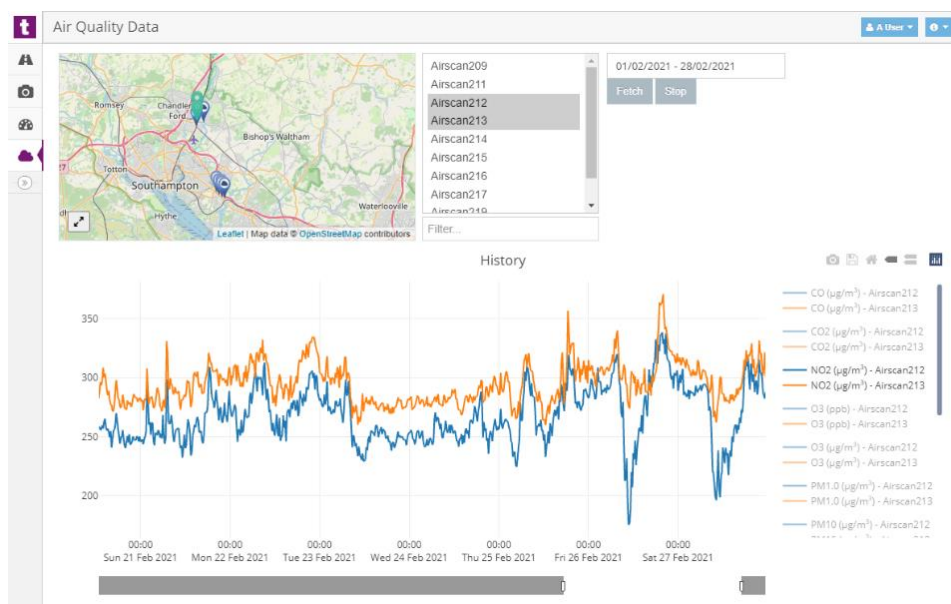 t
Air Quality Data
A User
Romsey
Chandler
Ford
Bishop's Waltham
Totton
Southampton
Hythe
Waterlooville
Leaflet | Map data © OpenStreetMap contributors
Airscan209
Airscan211
Airscan212
Airscan213
Airscan214
Airscan215
Airscan216
Airscan217
Airscan219
Filter...
01/02/2021 - 28/02/2021
Fetch Stop
History
350
300
250
200
00:00 00:00 00:00 00:00 00:00 00:00 00:00
Sun 21 Feb 2021 Mon 22 Feb 2021 Tue 23 Feb 2021 Wed 24 Feb 2021 Thu 25 Feb 2021 Fri 26 Feb 2021 Sat 27 Feb 2021
CO (µg/m³) - Airscan212
CO (µg/m³) - Airscan213
CO2 (µg/m³) - Airscan212
CO2 (µg/m³) - Airscan213
NO2 (µg/m³) - Airscan212
NO2 (µg/m³) - Airscan213
O3 (ppb) - Airscan212
O3 (ppb) - Airscan213
O3 (µg/m³) - Airscan212
O3 (µg/m³) - Airscan213
PM1.0 (µg/m³) - Airscan212
PM1.0 (µg/m³) - Airscan213
PM10 (µg/m³) - Airscan212